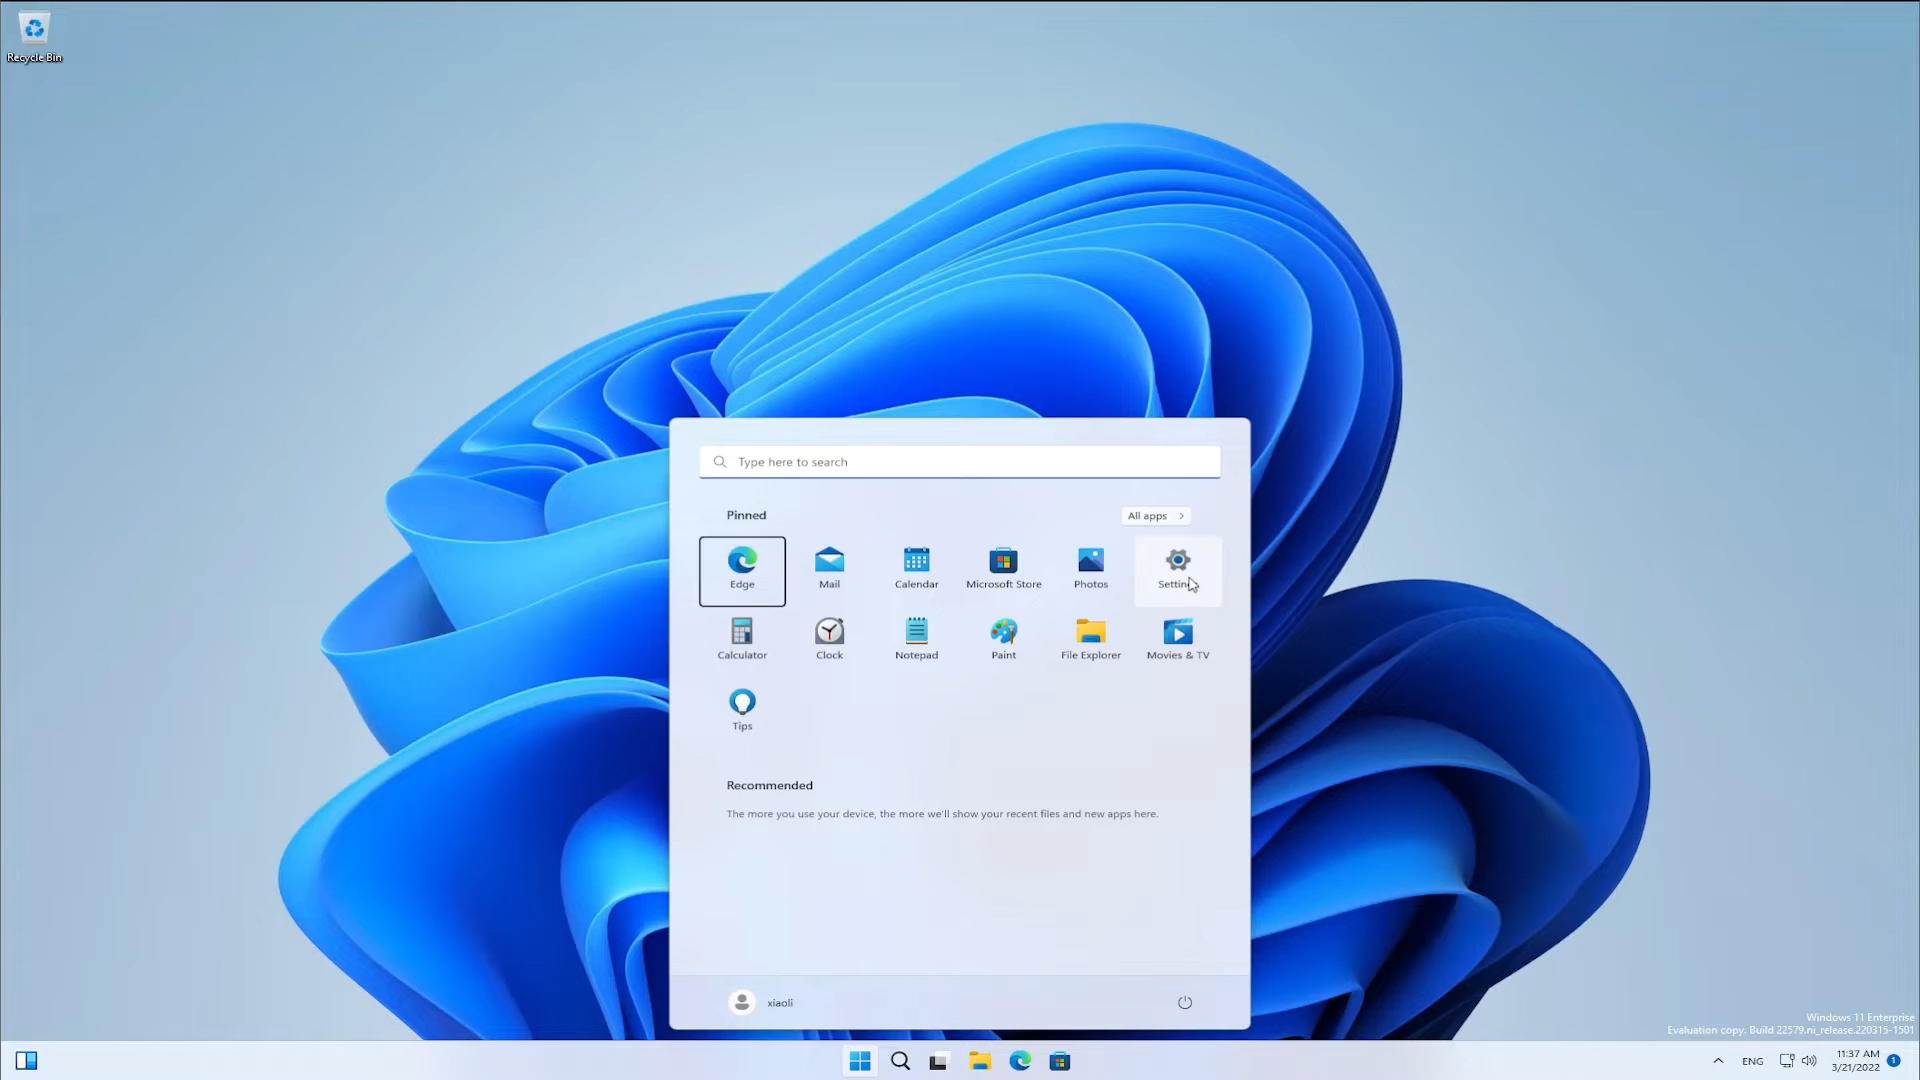 Recycle Bin
Type here to search
Pinned
All apps
Edge
Mail
Calendar
Microsoft Store
Photos
Settin
Calculator
Clock
Notepad
Paint
File Explorer
Movies & TV
Tips
Recommended
The more you use your device, the more we'll show your recent files and new apps here.
xiaoli
Windows 11 Enterprise
Evaluation copy. Build 22579.ni_release.220315-1501
ENG
11:37 AM
3/21/2022
1